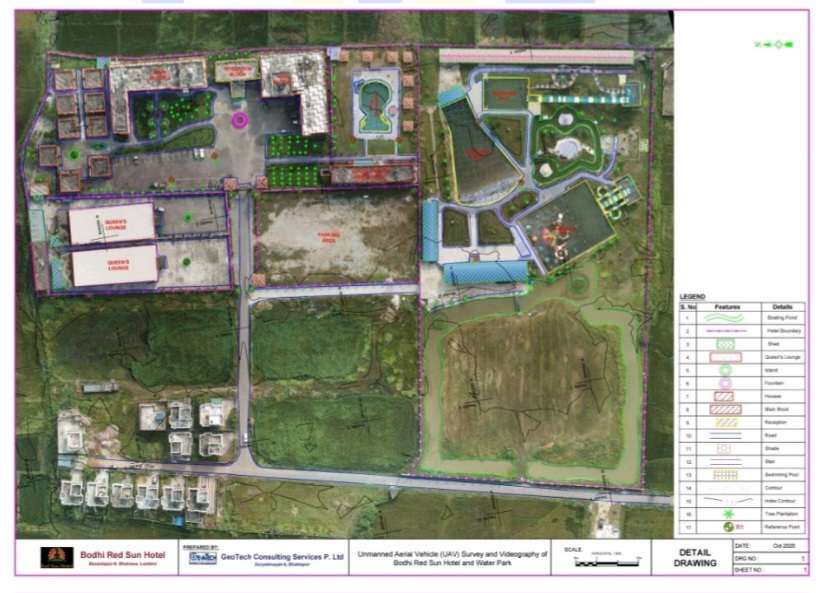 RECEPTION
BLOCK
QUEEN'S
LOUNGE
QUEEN'S
LOUNGE
PARKING
AREA
LEGEND
S. No Features Details
1 Boating Pond
2 Hotel Boundary
3 Shed
4 Queen's Lounge
5 Island
6 Fountain
7 Houses
8 Main Block
9 Reception
10 Road
11 Shade
12 Stair
13 Swimming Pool
14 Contour
15 Index Contour
16 Tree Plantation
17 Reference Point
Bodhi Red Sun Hotel
PREPARED BY:
GeoTech Consulting Services P. Ltd
Unmanned Aerial Vehicle (UAV) Survey and Videography of
Bodhi Red Sun Hotel and Water Park
SCALE
DETAIL
DRAWING
DATE: Oct 2020
DRG NO : 1
SHEET NO : 1